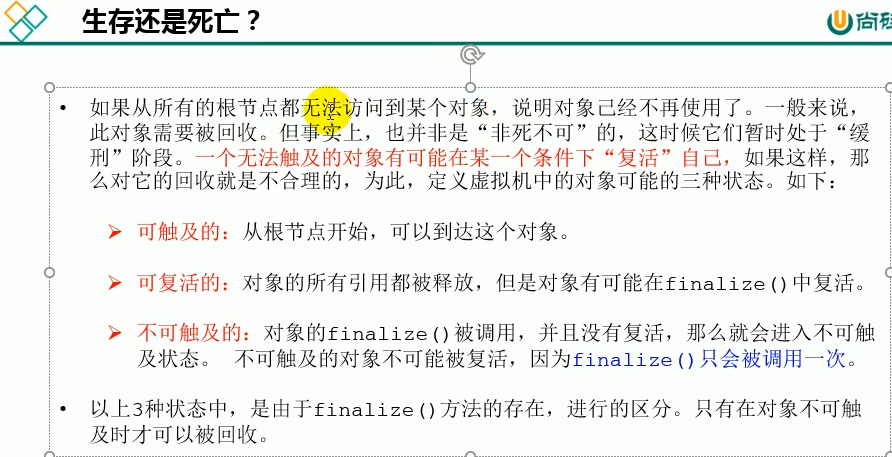 生存还是死亡？
尚硅
• 如果从所有的根节点都无法访问到某个对象，说明对象己经不再使用了。一般来说，
此对象需要被回收。但事实上，也并非是“非死不可”的，这时候它们暂时处于“缓
刑”阶段。一个无法触及的对象有可能在某一个条件下“复活”自己，如果这样，那
么对它的回收就是不合理的，为此，定义虚拟机中的对象可能的三种状态。如下：
➢ 可触及的：从根节点开始，可以到达这个对象。
➢ 可复活的：对象的所有引用都被释放，但是对象有可能在finalize()中复活。
➢ 不可触及的：对象的finalize()被调用，并且没有复活，那么就会进入不可触
及状态。 不可触及的对象不可能被复活，因为finalize()只会被调用一次。
• 以上3种状态中，是由于finalize()方法的存在，进行的区分。只有在对象不可触
及时才可以被回收。